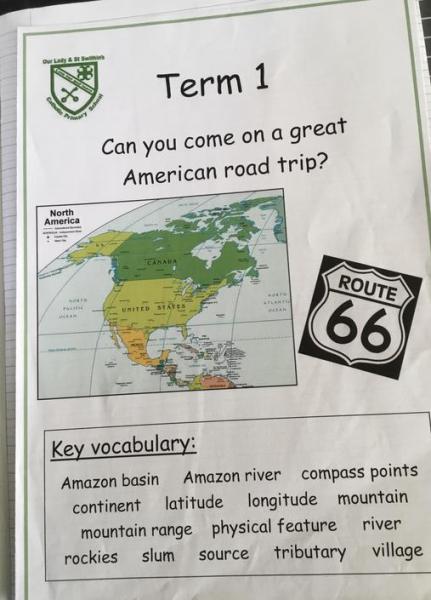 Our Lady & St Swithin's
Catholic Primary School
Term 1
Can you come on a great
American road trip?
North
America
CANADA
UNITED STATES
NORTH
PACIFIC
OCEAN
NORTH
ATLANTIC
OCEAN
ROUTE
66
Key vocabulary:
Amazon basin Amazon river compass points
continent latitude longitude mountain
mountain range physical feature river
rockies slum source tributary village